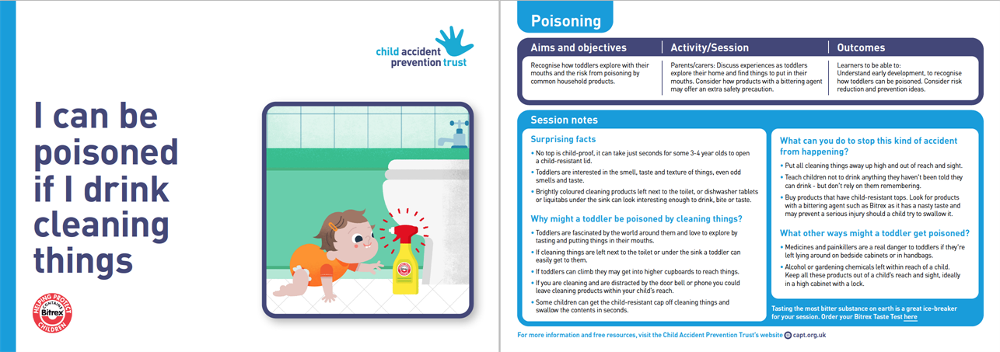 child accident
prevention trust
I can be
poisoned
if I drink
cleaning
things
HELPING PROTECT
CONTAINS
Bitrex
CHILDREN
Poisoning
Aims and objectives
Activity/Session
Outcomes
Recognise how toddlers explore with their
mouths and the risk from poisoning by
common household products.
Parents/carers: Discuss experiences as toddlers
explore their home and find things to put in their
mouths. Consider how products with a bittering agent
may offer an extra safety precaution.
Learners to be able to:
Understand early development, to recognise
how toddlers can be poisoned. Consider risk
reduction and prevention ideas.
Session notes
Surprising facts
• No top is child-proof, it can take just seconds for some 3-4 year olds to open
a child-resistant lid.
• Toddlers are interested in the smell, taste and texture of things, even odd
smells and taste.
• Brightly coloured cleaning products left next to the toilet, or dishwasher tablets
or liquitabs under the sink can look interesting enough to drink, bite or taste.
Why might a toddler be poisoned by cleaning things?
• Toddlers are fascinated by the world around them and love to explore by
tasting and putting things in their mouths.
• If cleaning things are left next to the toilet or under the sink a toddler can
easily get to them.
• If toddlers can climb they may get into higher cupboards to reach things.
• If you are cleaning and are distracted by the door bell or phone you could
leave cleaning products within your child's reach.
• Some children can get the child-resistant cap off cleaning things and
swallow the contents in seconds.
What can you do to stop this kind of accident
from happening?
• Put all cleaning things away up high and out of reach and sight.
• Teach children not to drink anything they haven't been told they
can drink - but don't rely on them remembering.
• Buy products that have child-resistant tops. Look for products
with a bittering agent such as Bitrex as it has a nasty taste and
may prevent a serious injury should a child try to swallow it.
What other ways might a toddler get poisoned?
• Medicines and painkillers are a real danger to toddlers if they're
left lying around on bedside cabinets or in handbags.
• Alcohol or gardening chemicals left within reach of a child.
Keep all these products out of a child's reach and sight, ideally
in a high cabinet with a lock.
Tasting the most bitter substance on earth is a great ice-breaker
for your session. Order your Bitrex Taste Test here
For more information and free resources, visit the Child Accident Prevention Trust's website capt.org.uk